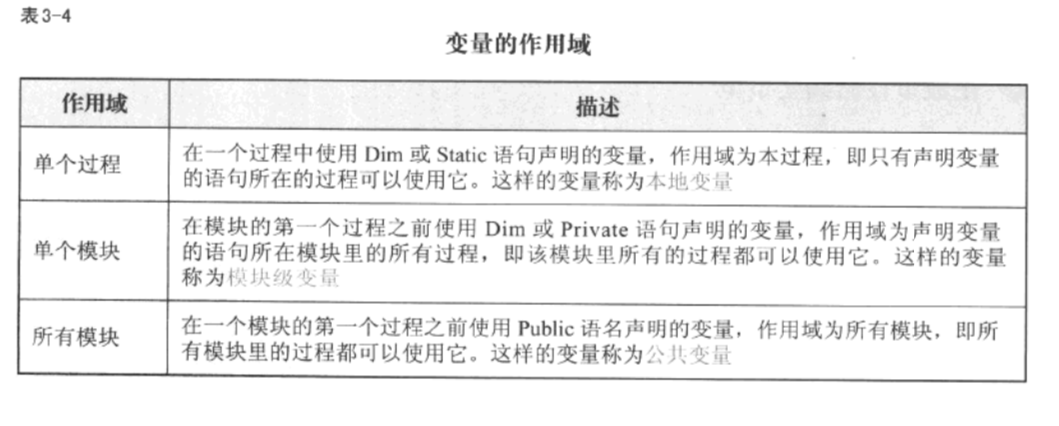 表3-4
变量的作用域
作用域
描述
单个过程
在一个过程中使用 Dim 或 Static 语句声明的变量，作用域为本过程，即只有声明变量
的语句所在的过程可以使用它。这样的变量称为本地变量
单个模块
在模块的第一个过程之前使用 Dim 或 Private 语句声明的变量，作用域为声明变量
的语句所在模块里的所有过程，即该模块里所有的过程都可以使用它。这样的变量
称为模块级变量
所有模块
在一个模块的第一个过程之前使用 Public 语名声明的变量，作用域为所有模块，即所
有模块里的过程都可以使用它。这样的变量称为公共变量